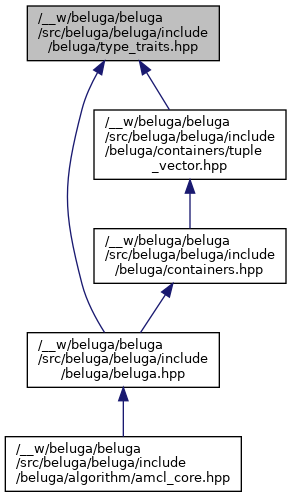 /__w/beluga/beluga
/src/beluga/beluga/include
/beluga/type_traits.hpp
/__w/beluga/beluga
/src/beluga/beluga/include
/beluga/containers/tuple
_vector.hpp
/__w/beluga/beluga
/src/beluga/beluga/include
/beluga/containers.hpp
/__w/beluga/beluga
/src/beluga/beluga/include
/beluga/beluga.hpp
/__w/beluga/beluga
/src/beluga/beluga/include
/beluga/algorithm/amcl_core.hpp